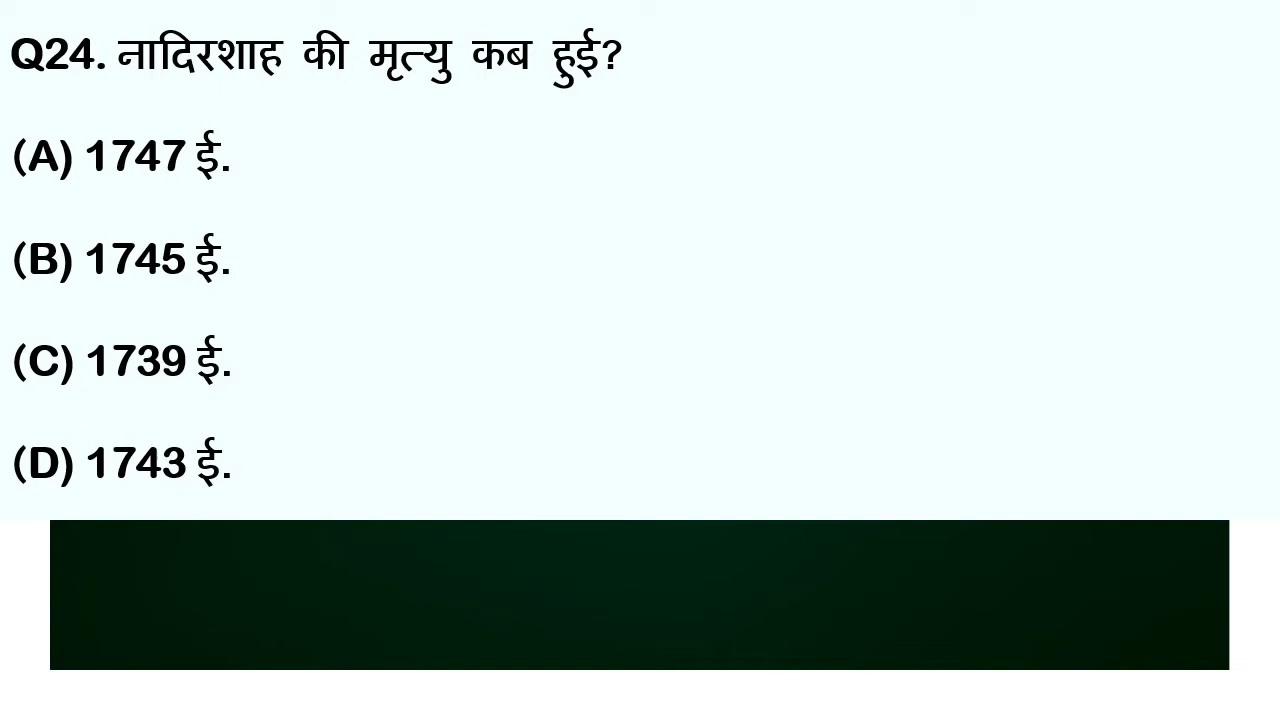 Q24. नादिरशाह की मृत्यु कब हुई?
(A) 1747 ई.
(B) 1745 ई.
(C) 1739 ई.
(D) 1743 ई.